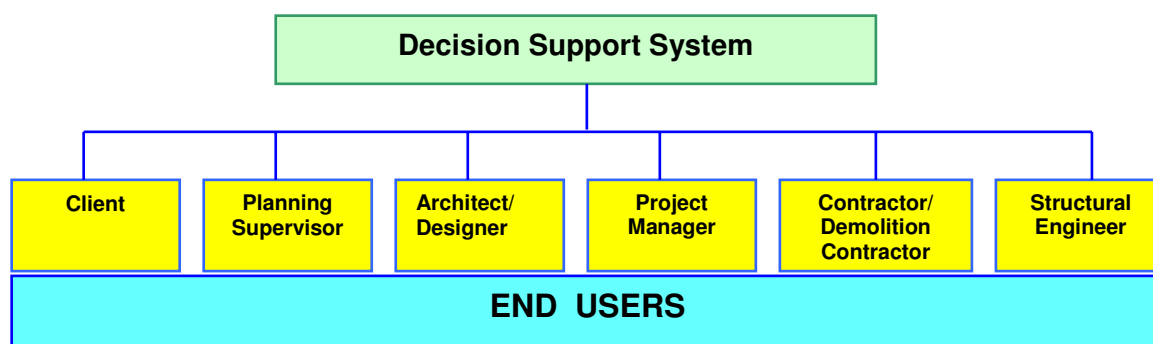 Decision Support System
Client
Planning
Supervisor
Architect/
Designer
Project
Manager
Contractor/
Demolition
Contractor
Structural
Engineer
END USERS